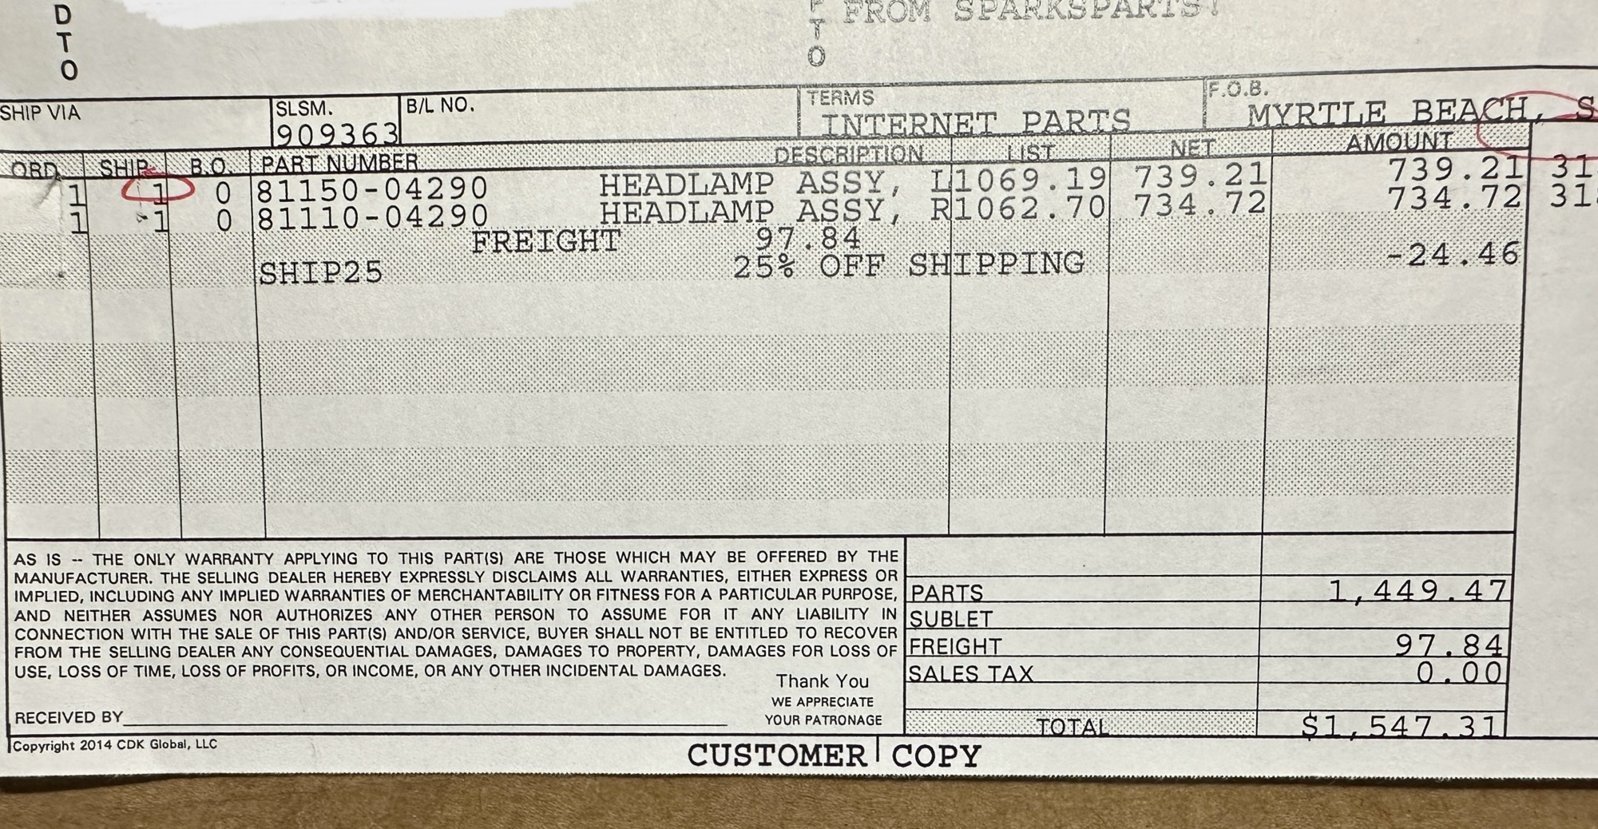 D
T
O
T
O
FROM SPARKSPARTS!
SHIP VIA
SLSM.
909363
B/L NO.
TERMS
INTERNET PARTS
F.O.B.
MYRTLE BEACH, S
ORD. SHIP B.O. PART NUMBER DESCRIPTION LIST NET AMOUNT
1 1 0 81150-04290 HEADLAMP ASSY, L 1069.19 739.21 739.21 31
1 1 0 81110-04290 HEADLAMP ASSY, R 1062.70 734.72 734.72 31
FREIGHT 97.84
SHIP25 25% OFF SHIPPING -24.46
AS IS -- THE ONLY WARRANTY APPLYING TO THIS PART(S) ARE THOSE WHICH MAY BE OFFERED BY THE
MANUFACTURER. THE SELLING DEALER HEREBY EXPRESSLY DISCLAIMS ALL WARRANTIES, EITHER EXPRESS OR
IMPLIED, INCLUDING ANY IMPLIED WARRANTIES OF MERCHANTABILITY OR FITNESS FOR A PARTICULAR PURPOSE,
AND NEITHER ASSUMES NOR AUTHORIZES ANY OTHER PERSON TO ASSUME FOR IT ANY LIABILITY IN
CONNECTION WITH THE SALE OF THIS PART(S) AND/OR SERVICE, BUYER SHALL NOT BE ENTITLED TO RECOVER
FROM THE SELLING DEALER ANY CONSEQUENTIAL DAMAGES, DAMAGES TO PROPERTY, DAMAGES FOR LOSS OF
USE, LOSS OF TIME, LOSS OF PROFITS, OR INCOME, OR ANY OTHER INCIDENTAL DAMAGES.
Thank You
WE APPRECIATE
YOUR PATRONAGE
RECEIVED BY
PARTS 1,449.47
SUBLET
FREIGHT 97.84
SALES TAX 0.00
TOTAL $1,547.31
Copyright 2014 CDK Global, LLC
CUSTOMER COPY